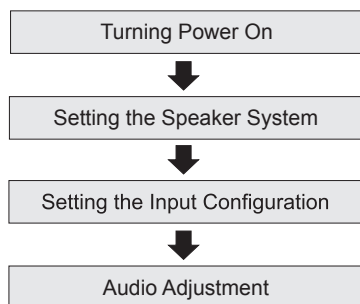 Turning Power On
Setting the Speaker System
Setting the Input Configuration
Audio Adjustment